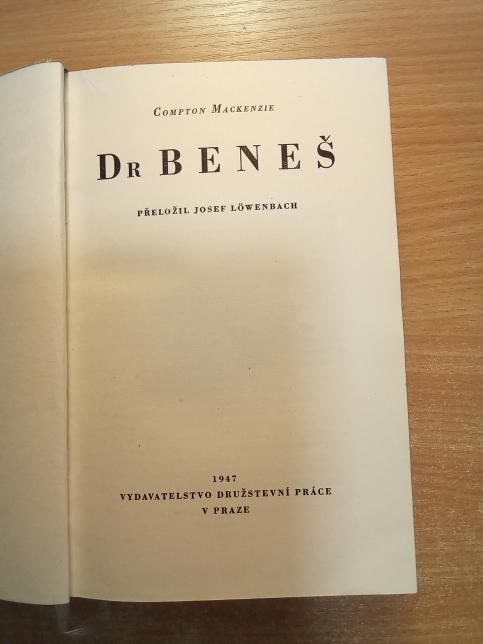 Compton Mackenzie
Dr BENEŠ
PŘELOŽIL JOSEF LÖWENBACH
1947
VYDAVATELSTVO DRUŽSTEVNÍ PRÁCE
V PRAZE